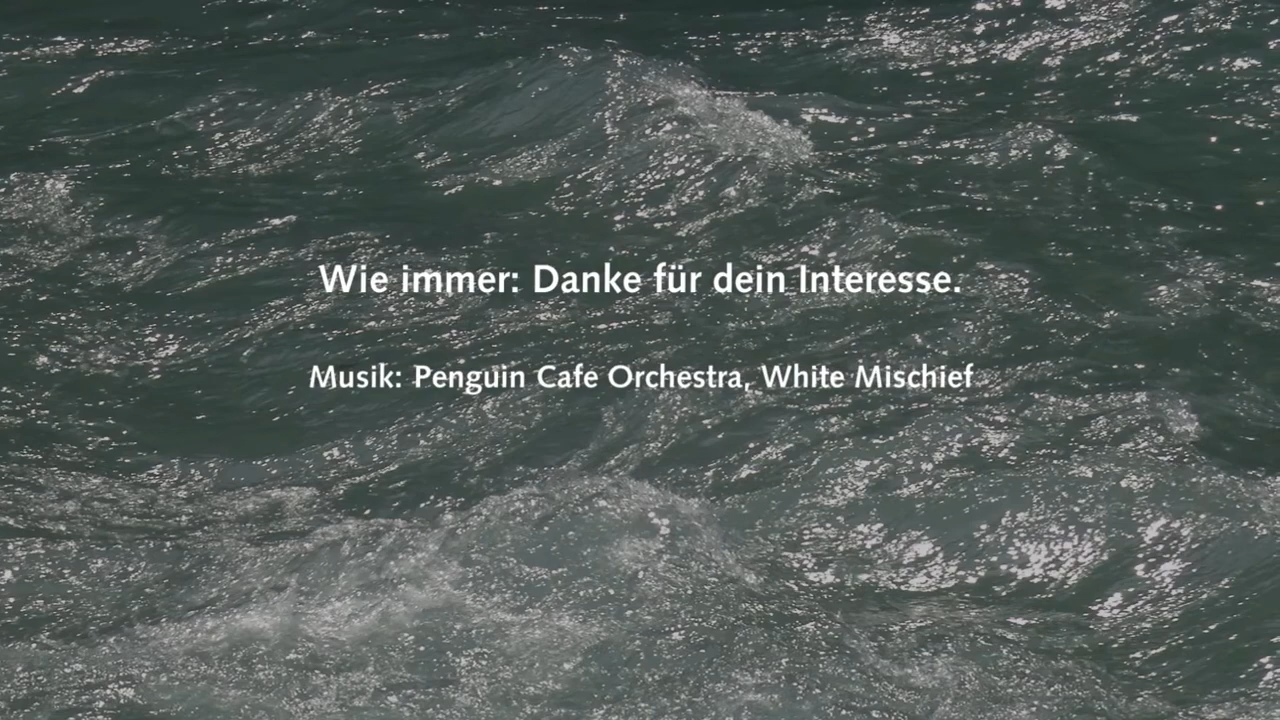 Wie immer: Danke für dein Interesse.
Musik: Penguin Cafe Orchestra, White Mischief